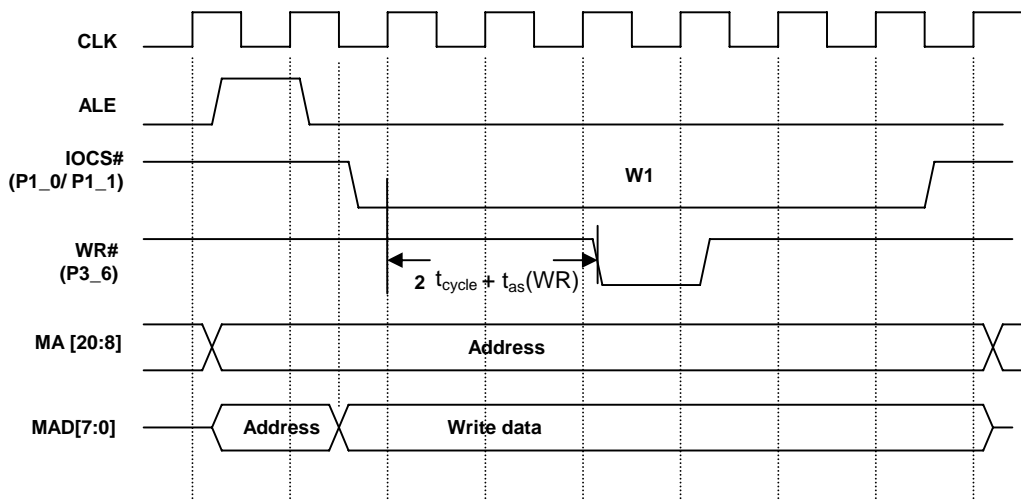 CLK
ALE
IOCS#
(P1_0/ P1_1)
W1
WR#
(P3_6)
2 tcycle + tas(WR)
MA [20:8]
Address
MAD[7:0]
Address
Write data